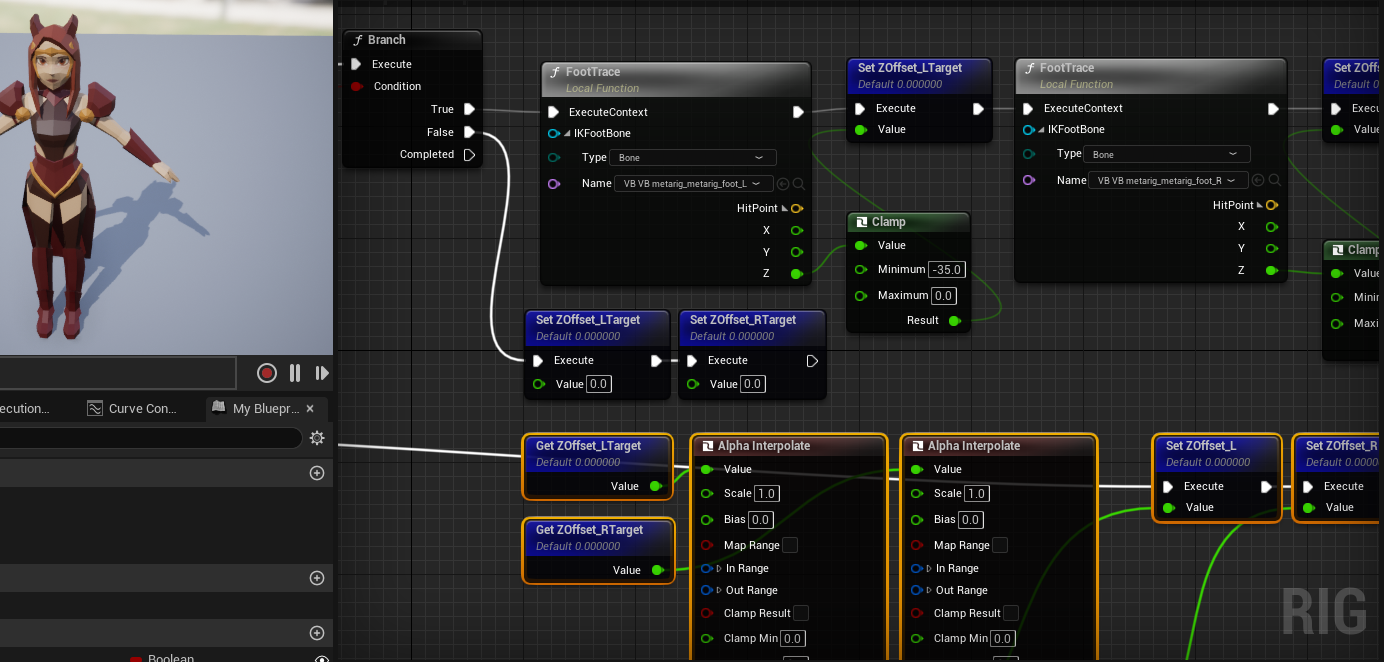 Branch
Execute
Condition
True
False
Completed
FootTrace
Local Function
ExecuteContext
IKFootBone
Type Bone
Name VB VB metarig_metarig_foot_L
HitPoint
X
Y
Z
Set ZOffset_LTarget
Default 0.000000
Execute
Value
Clamp
Value
Minimum -35.0
Maximum 0.0
Result
FootTrace
Local Function
ExecuteContext
IKFootBone
Type Bone
Name VB VB metarig_metarig_foot_R
HitPoint
X
Y
Z
Set ZOff
Default 0.0
Execu
Value
Clamp
Value
Mini
Maxi
Set ZOffset_LTarget
Default 0.000000
Execute
Value 0.0
Set ZOffset_RTarget
Default 0.000000
Execute
Value 0.0
ecution...
Curve Con...
My Bluepr... ×
Boolean
Get ZOffset_LTarget
Default 0.000000
Value
Get ZOffset_RTarget
Default 0.000000
Value
Alpha Interpolate
Value
Scale 1.0
Bias 0.0
Map Range
In Range
Out Range
Clamp Result
Clamp Min 0.0
Alpha Interpolate
Value
Scale 1.0
Bias 0.0
Map Range
In Range
Out Range
Clamp Result
Clamp Min 0.0
Set ZOffset_L
Default 0.000000
Execute
Value
Set ZOffset_R
Default 0.000
Execute
Value
RIG